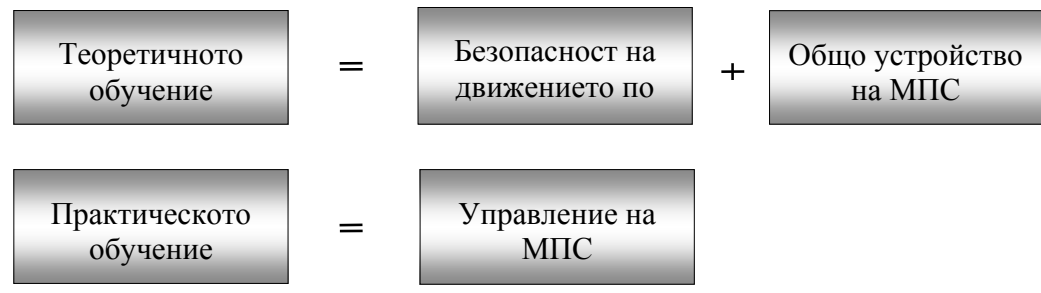 Теоретичното
обучение
=
Безопасност на
движението по
+
Общо устройство
на МПС
Практическото
обучение
=
Управление на
МПС